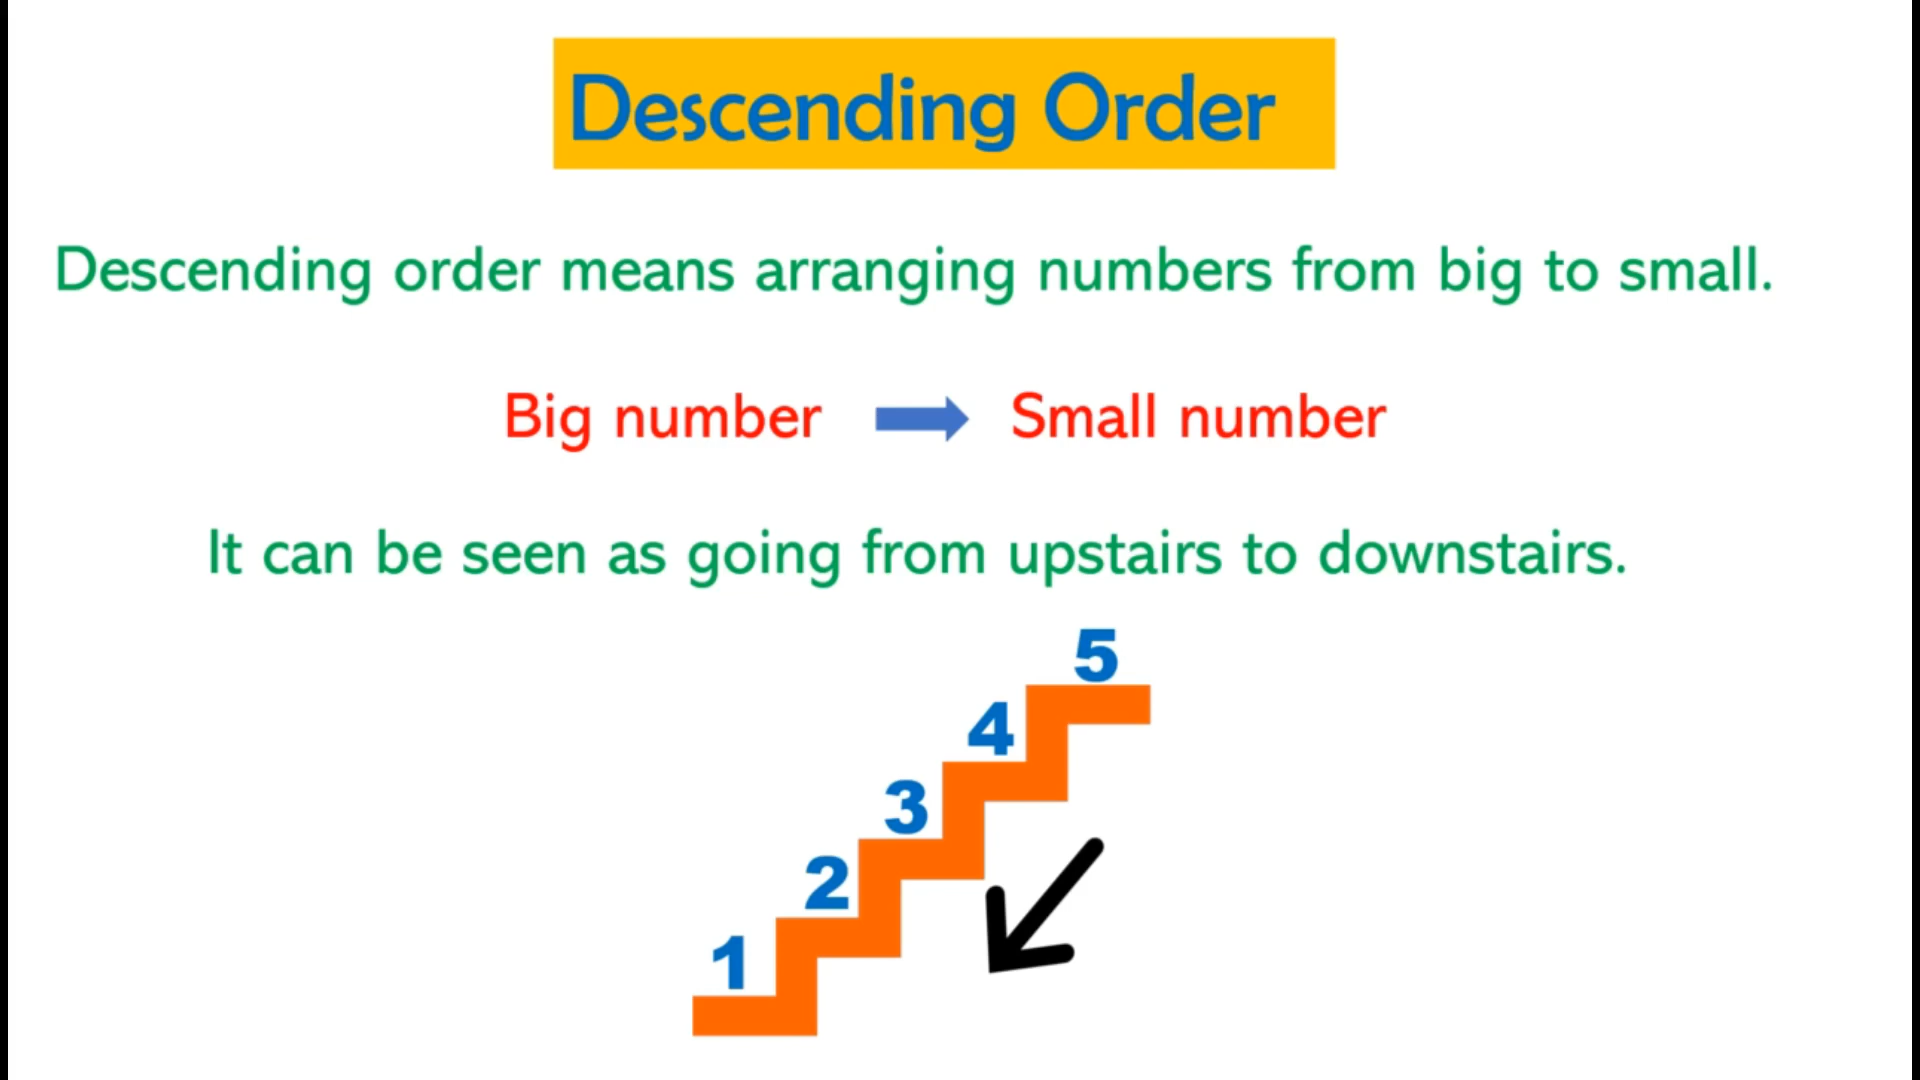 Descending Order
Descending order means arranging numbers from big to small.
Big number Small number
It can be seen as going from upstairs to downstairs.
5
4
3
2
1